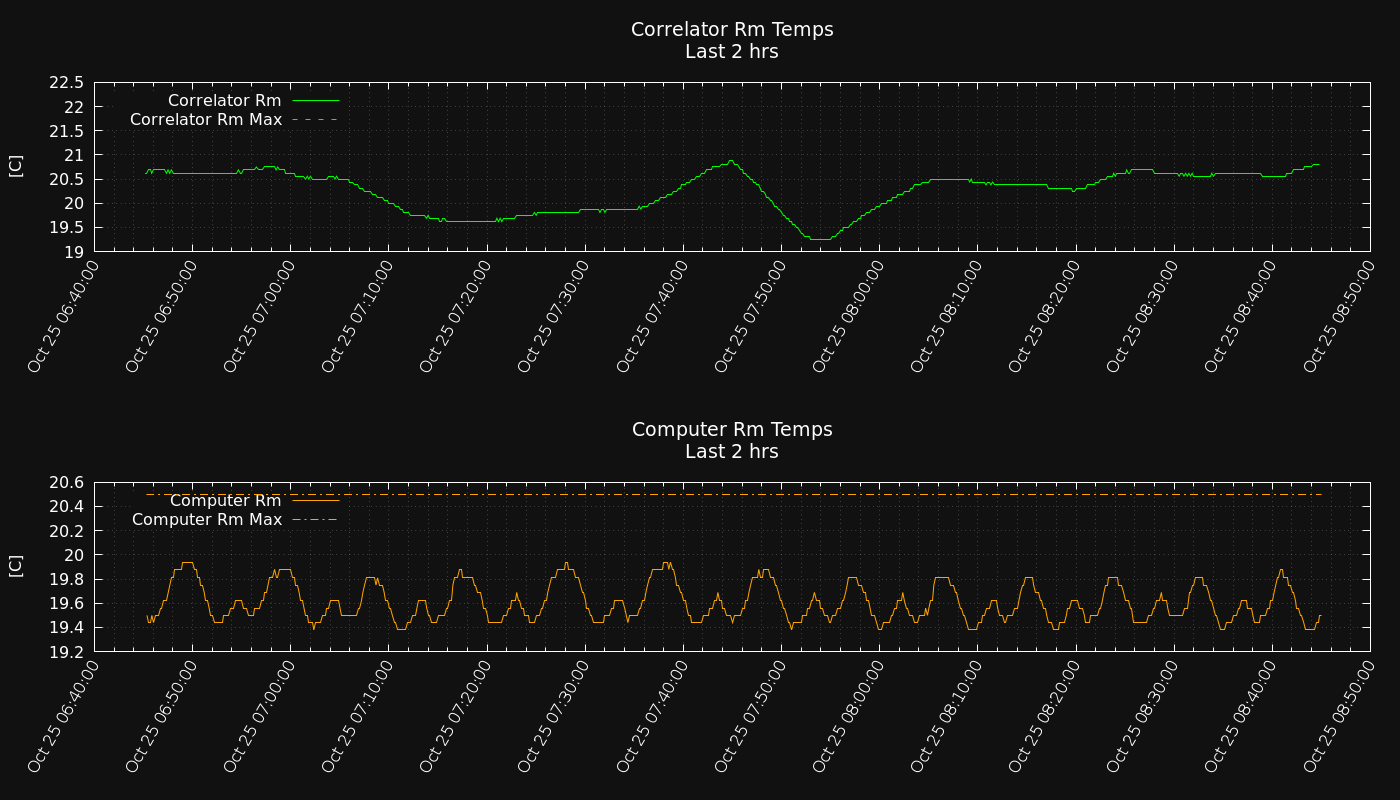 Correlator Rm Temps
Last 2 hrs
22.5
22
21.5
21
20.5
20
19.5
19
[C]
Correlator Rm
Correlator Rm Max
Oct 25 06:40:00
Oct 25 06:50:00
Oct 25 07:00:00
Oct 25 07:10:00
Oct 25 07:20:00
Oct 25 07:30:00
Oct 25 07:40:00
Oct 25 07:50:00
Oct 25 08:00:00
Oct 25 08:10:00
Oct 25 08:20:00
Oct 25 08:30:00
Oct 25 08:40:00
Oct 25 08:50:00
Computer Rm Temps
Last 2 hrs
20.6
20.4
20.2
20
19.8
19.6
19.4
19.2
[C]
Computer Rm
Computer Rm Max
Oct 25 06:40:00
Oct 25 06:50:00
Oct 25 07:00:00
Oct 25 07:10:00
Oct 25 07:20:00
Oct 25 07:30:00
Oct 25 07:40:00
Oct 25 07:50:00
Oct 25 08:00:00
Oct 25 08:10:00
Oct 25 08:20:00
Oct 25 08:30:00
Oct 25 08:40:00
Oct 25 08:50:00